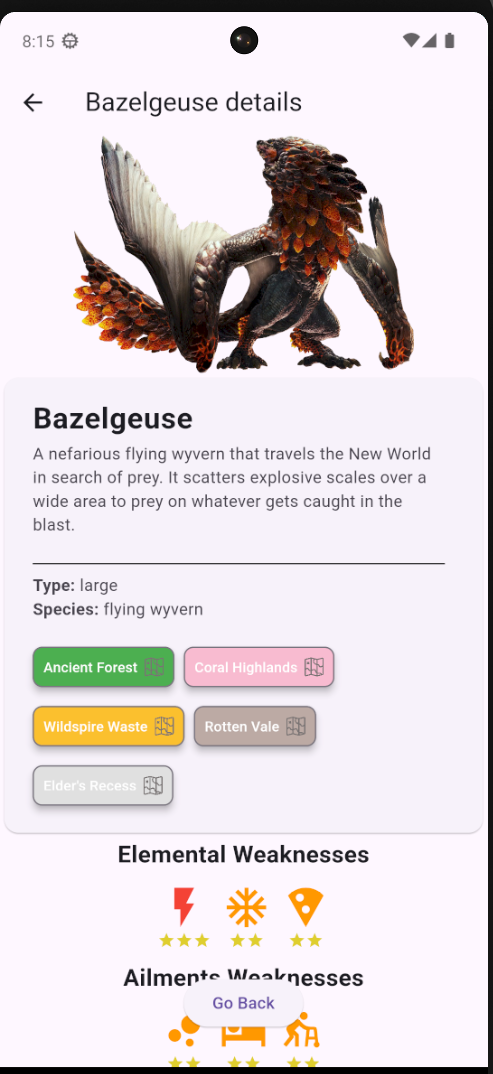 8:15
Bazelgeuse details
Bazelgeuse
A nefarious flying wyvern that travels the New World
in search of prey. It scatters explosive scales over a
wide area to prey on whatever gets caught in the
blast.
Type: large
Species: flying wyvern
Ancient Forest
Coral Highlands
Wildspire Waste
Rotten Vale
Elder's Recess
Elemental Weaknesses
Ailments Weaknesses
Go Back